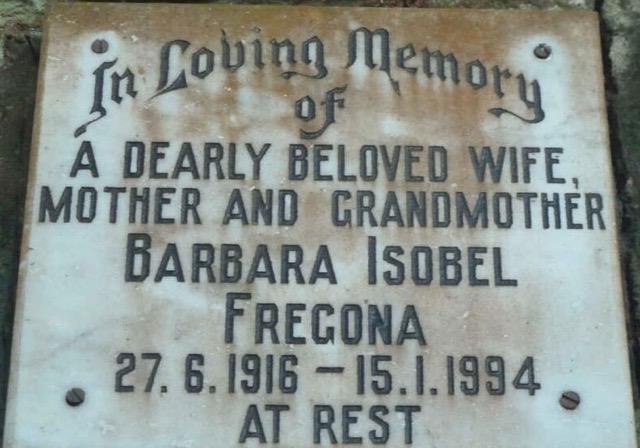 In Loving Memory
of
A DEARLY BELOVED WIFE,
MOTHER AND GRANDMOTHER
BARBARA ISOBEL
FREGONA
27.6.1916 – 15.1.1994
AT REST